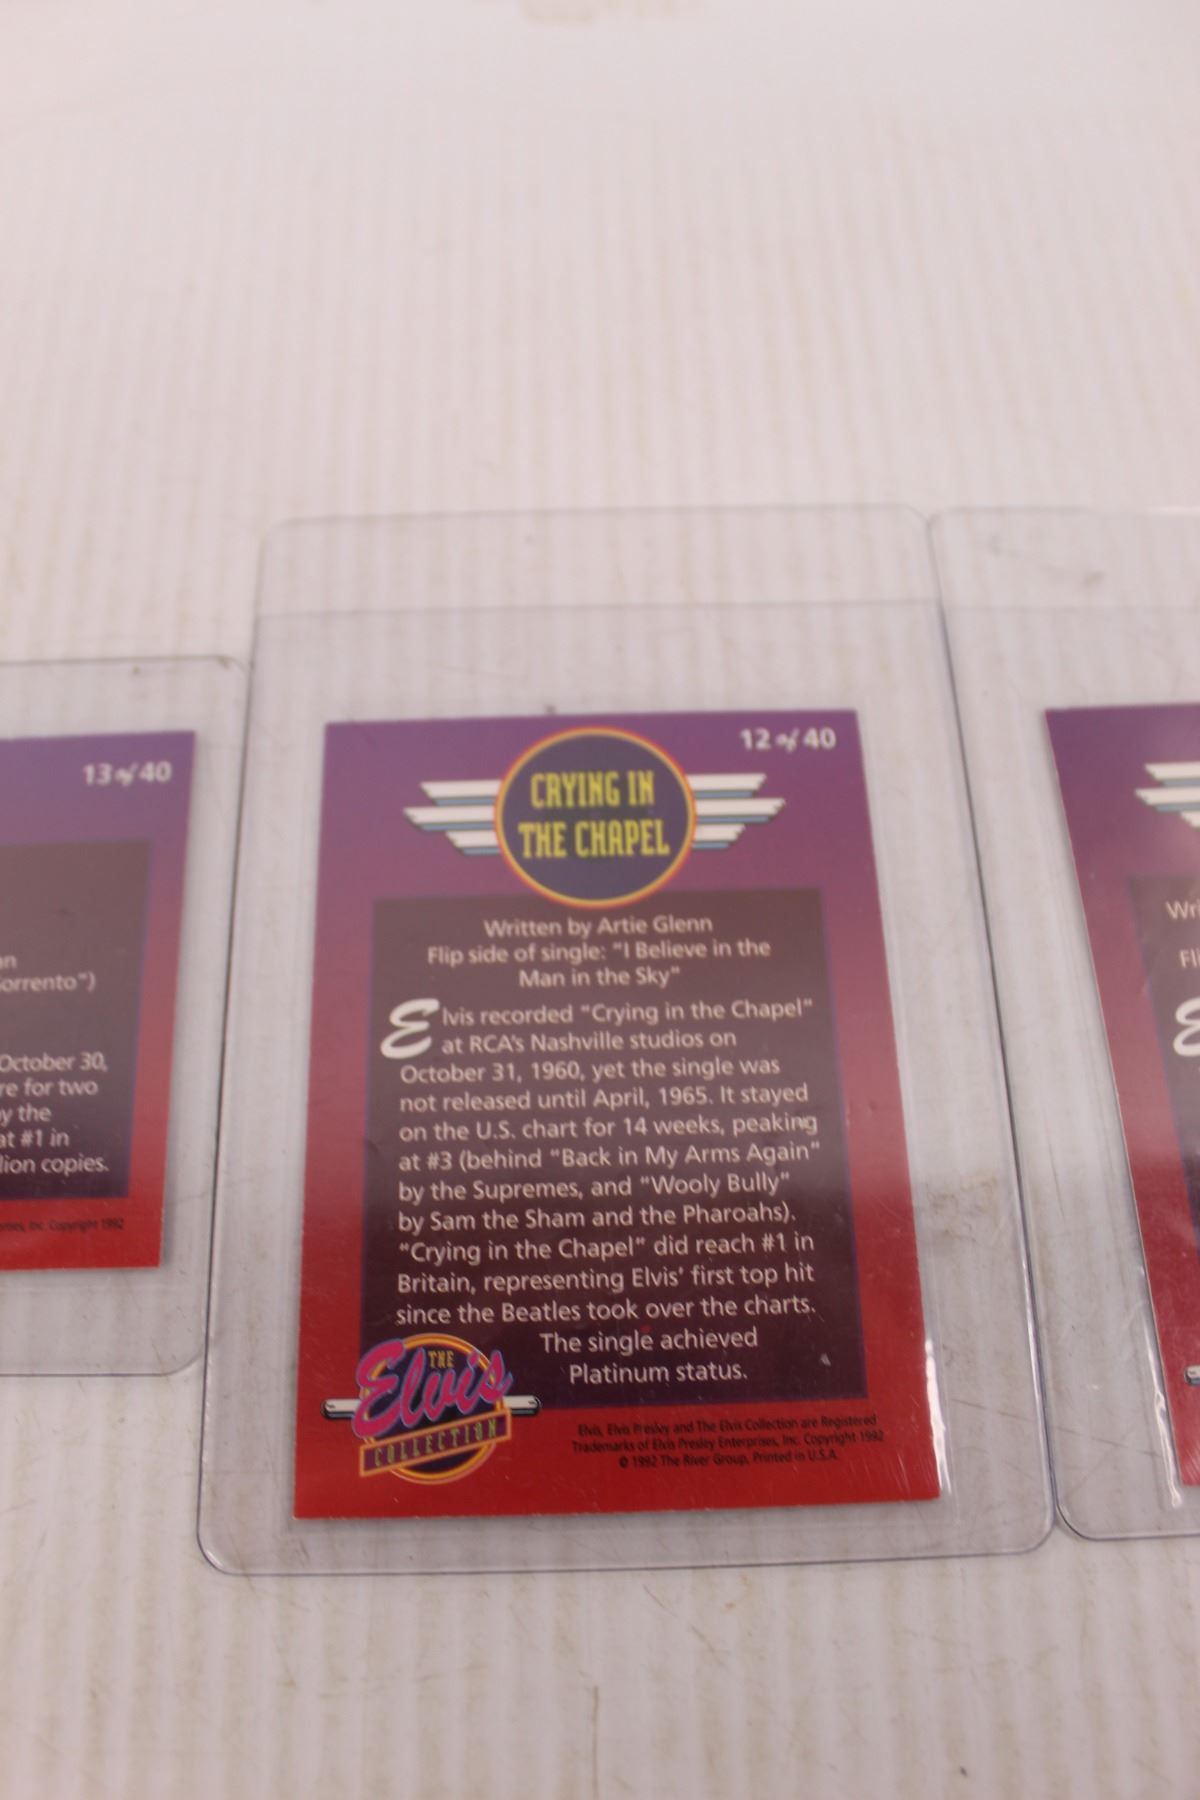 13 of 40
orrento")
October 30,
re for two
y the
at #1 in
lion copies.
Inc. Copyright 1992
12 of 40
CRYING IN
THE CHAPEL
Written by Artie Glenn
Flip side of single: "I Believe in the
Man in the Sky"
Elvis recorded "Crying in the Chapel"
at RCA's Nashville studios on
October 31, 1960, yet the single was
not released until April, 1965. It stayed
on the U.S. chart for 14 weeks, peaking
at #3 (behind "Back in My Arms Again"
by the Supremes, and "Wooly Bully"
by Sam the Sham and the Pharoahs).
"Crying in the Chapel" did reach #1 in
Britain, representing Elvis' first top hit
since the Beatles took over the charts.
The single achieved
Platinum status.
THE
Elvis
COLLECTION
Elvis, Elvis Presley and The Elvis Collection are Registered
Trademarks of Elvis Presley Enterprises, Inc. Copyright 1992
© 1992 The River Group, Printed in U.S.A.
Wri
Fli
E